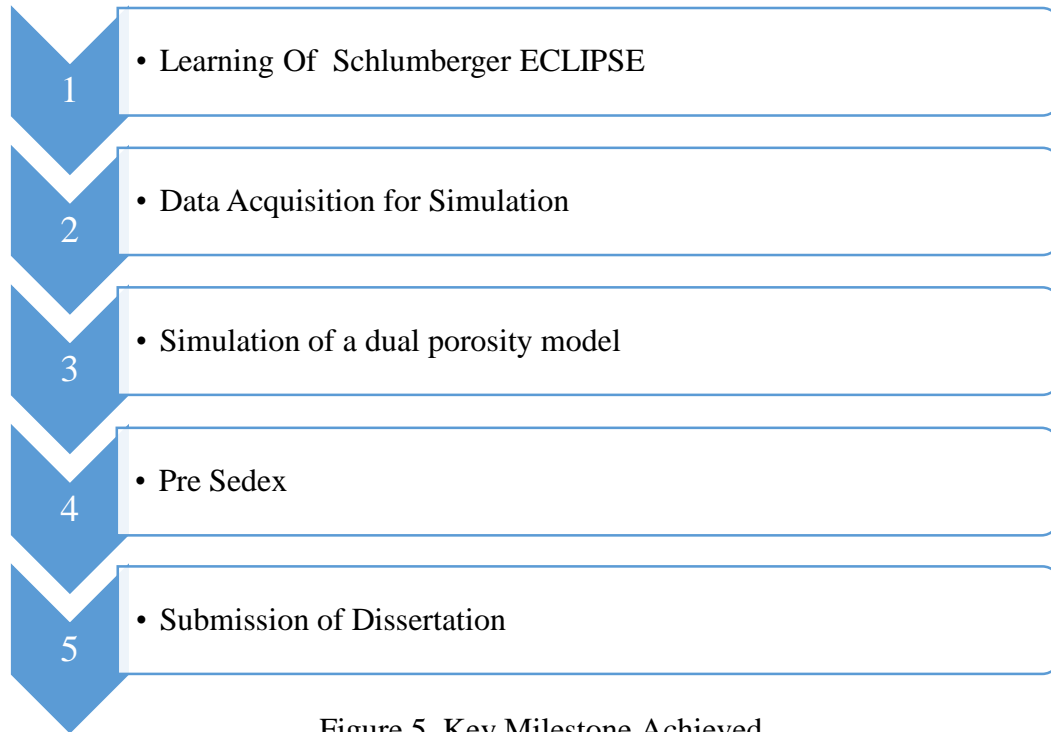 1
• Learning Of Schlumberger ECLIPSE
2
• Data Acquisition for Simulation
3
• Simulation of a dual porosity model
4
• Pre Sedex
5
• Submission of Dissertation
Figure 5 Key Milestone Achieved